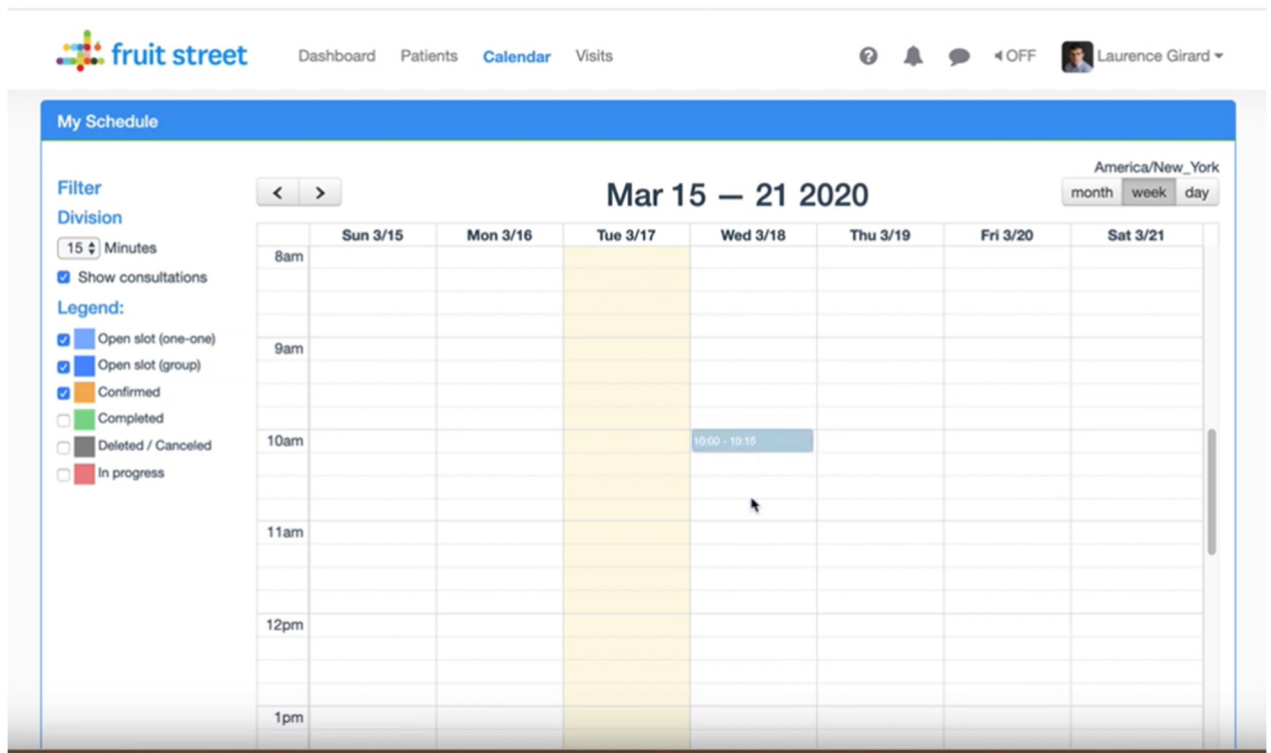 fruit street Dashboard Patients Calendar Visits OFF Laurence Girard
My Schedule
America/New_York
Filter
Mar 15 — 21 2020
month week day
Division
15 Minutes
Show consultations
Legend:
Open slot (one-one)
Open slot (group)
Confirmed
Completed
Deleted / Canceled
In progress
Sun 3/15 Mon 3/16 Tue 3/17 Wed 3/18 Thu 3/19 Fri 3/20 Sat 3/21
8am
9am
10am
10:00 - 10:15
11am
12pm
1pm